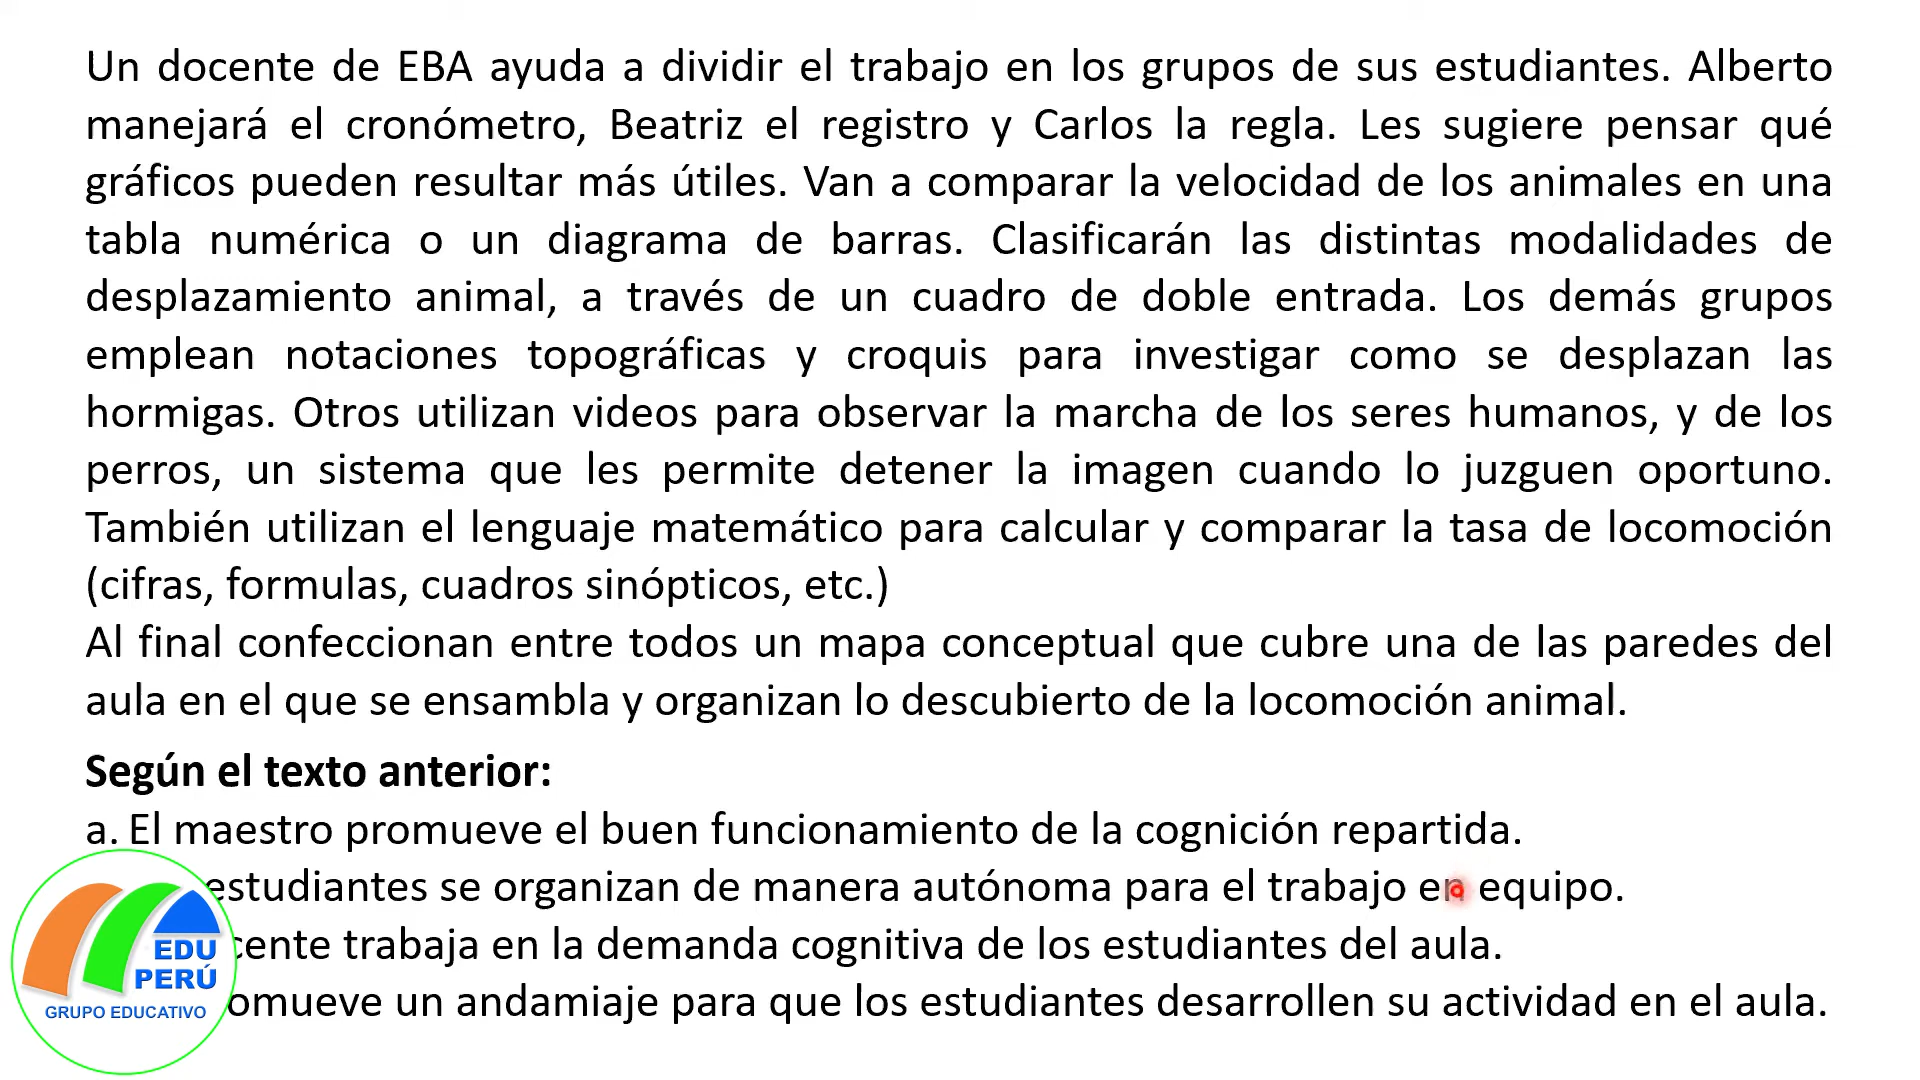 Un docente de EBA ayuda a dividir el trabajo en los grupos de sus estudiantes. Alberto
manejará el cronómetro, Beatriz el registro y Carlos la regla. Les sugiere pensar qué
gráficos pueden resultar más útiles. Van a comparar la velocidad de los animales en una
tabla numérica o un diagrama de barras. Clasificarán las distintas modalidades de
desplazamiento animal, a través de un cuadro de doble entrada. Los demás grupos
emplean notaciones topográficas y croquis para investigar como se desplazan las
hormigas. Otros utilizan videos para observar la marcha de los seres humanos, y de los
perros, un sistema que les permite detener la imagen cuando lo juzguen oportuno.
También utilizan el lenguaje matemático para calcular y comparar la tasa de locomoción
(cifras, formulas, cuadros sinópticos, etc.)
Al final confeccionan entre todos un mapa conceptual que cubre una de las paredes del
aula en el que se ensambla y organizan lo descubierto de la locomoción animal.
Según el texto anterior:
a. El maestro promueve el buen funcionamiento de la cognición repartida.
estudiantes se organizan de manera autónoma para el trabajo en equipo.
cente trabaja en la demanda cognitiva de los estudiantes del aula.
omueve un andamiaje para que los estudiantes desarrollen su actividad en el aula.
EDU
PERÚ
GRUPO EDUCATIVO